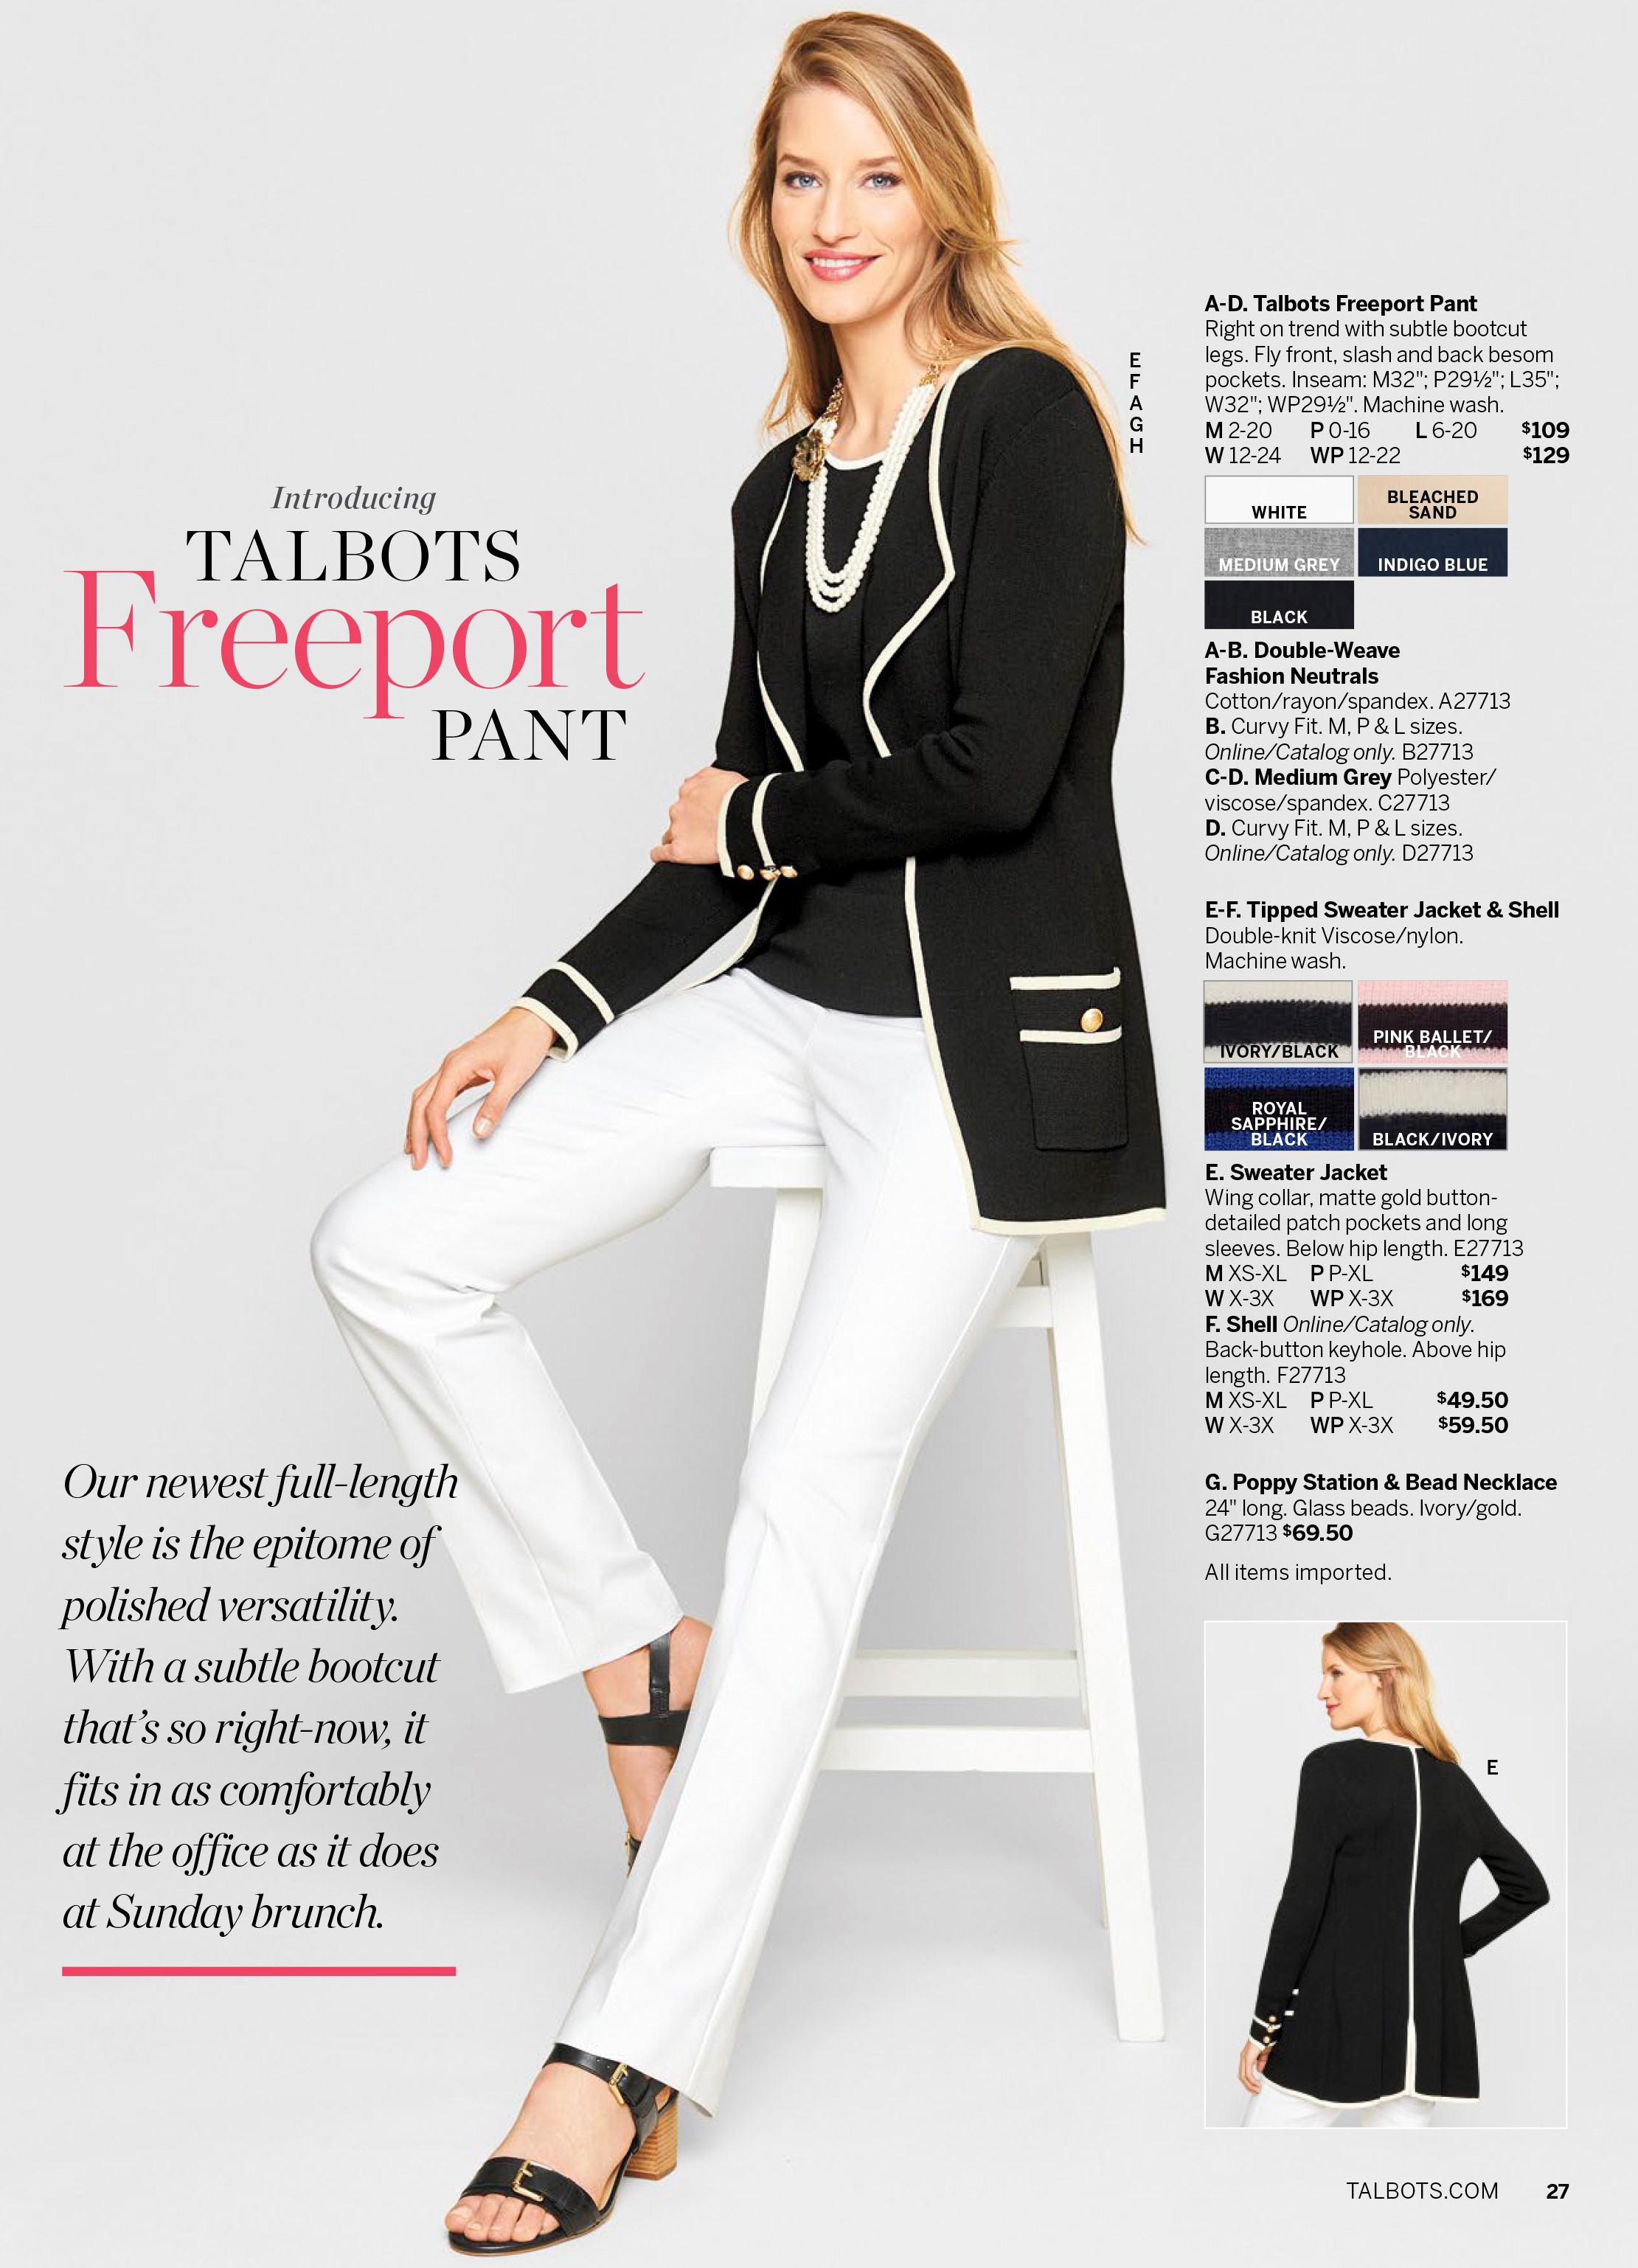 Introducing
TALBOTS
Freeport
PANT
Our newest full-length
style is the epitome of
polished versatility.
With a subtle bootcut
that’s so right-now, it
fits in as comfortably
at the office as it does
at Sunday brunch.
E
F
A
G
H
A-D. Talbots Freeport Pant
Right on trend with subtle bootcut
legs. Fly front, slash and back besom
pockets. Inseam: M32"; P29½"; L35";
W32"; WP29½". Machine wash.
M 2-20 P 0-16 L 6-20 $109
W 12-24 WP 12-22 $129
WHITE
BLEACHED
SAND
MEDIUM GREY
INDIGO BLUE
BLACK
A-B. Double-Weave
Fashion Neutrals
Cotton/rayon/spandex. A27713
B. Curvy Fit. M, P & L sizes.
Online/Catalog only. B27713
C-D. Medium Grey Polyester/
viscose/spandex. C27713
D. Curvy Fit. M, P & L sizes.
Online/Catalog only. D27713
E-F. Tipped Sweater Jacket & Shell
Double-knit Viscose/nylon.
Machine wash.
IVORY/BLACK
PINK BALLET/
BLACK
ROYAL
SAPPHIRE/
BLACK
BLACK/IVORY
E. Sweater Jacket
Wing collar, matte gold button-
detailed patch pockets and long
sleeves. Below hip length. E27713
M XS-XL P P-XL $149
W X-3X WP X-3X $169
F. Shell Online/Catalog only.
Back-button keyhole. Above hip
length. F27713
M XS-XL P P-XL $49.50
W X-3X WP X-3X $59.50
G. Poppy Station & Bead Necklace
24" long. Glass beads. Ivory/gold.
G27713 $69.50
All items imported.
E
TALBOTS.COM 27